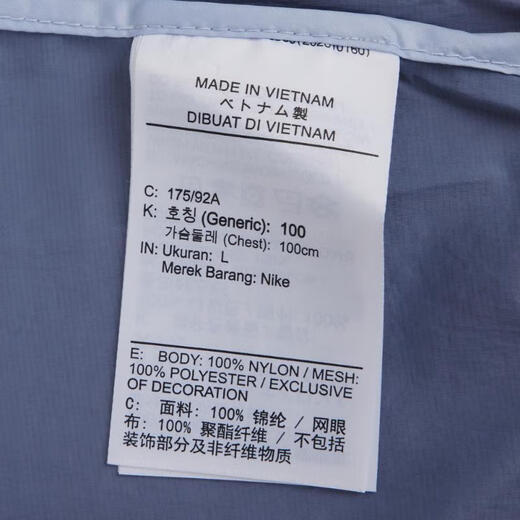 MADE IN VIETNAM
ベトナム製
DIBUAT DI VIETNAM
C: 175/92A
K: 호칭 (Generic): 100
가슴둘레 (Chest): 100cm
IN: Ukuran: L
Merek Barang: Nike
E: BODY: 100% NYLON / MESH:
100% POLYESTER / EXCLUSIVE
OF DECORATION
C: 面料: 100% 锦纶 / 网眼
布: 100% 聚酯纤维 / 不包括
装饰部分及非纤维物质